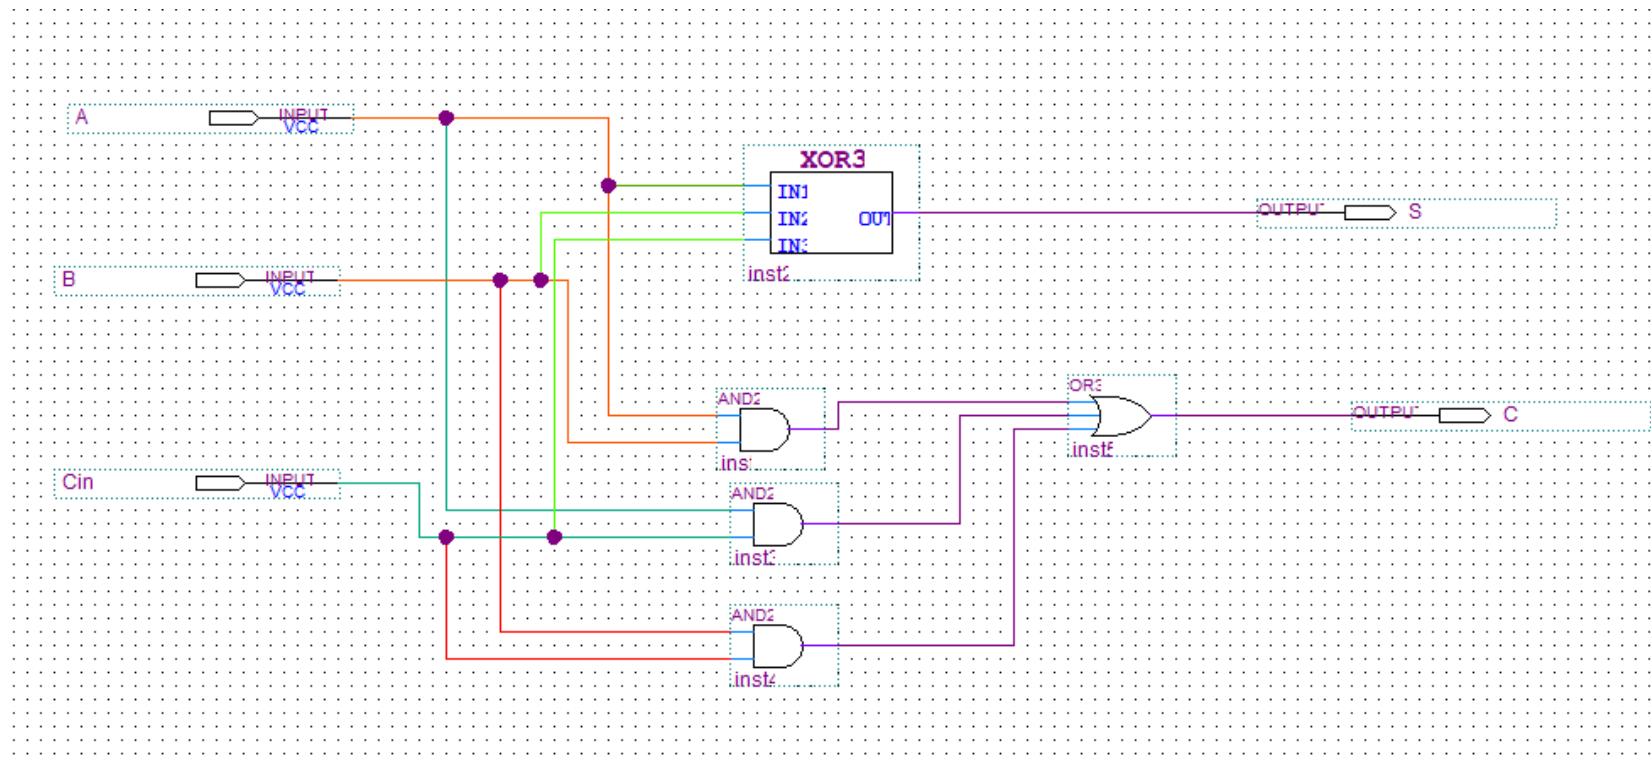 A
INPUT
VCC
XOR3
IN1
IN2
IN3
OUT
inst2
OUTPUT
S
B
INPUT
VCC
AND2
inst
OR3
inst5
OUTPUT
C
Cin
INPUT
VCC
AND2
inst3
AND2
inst4